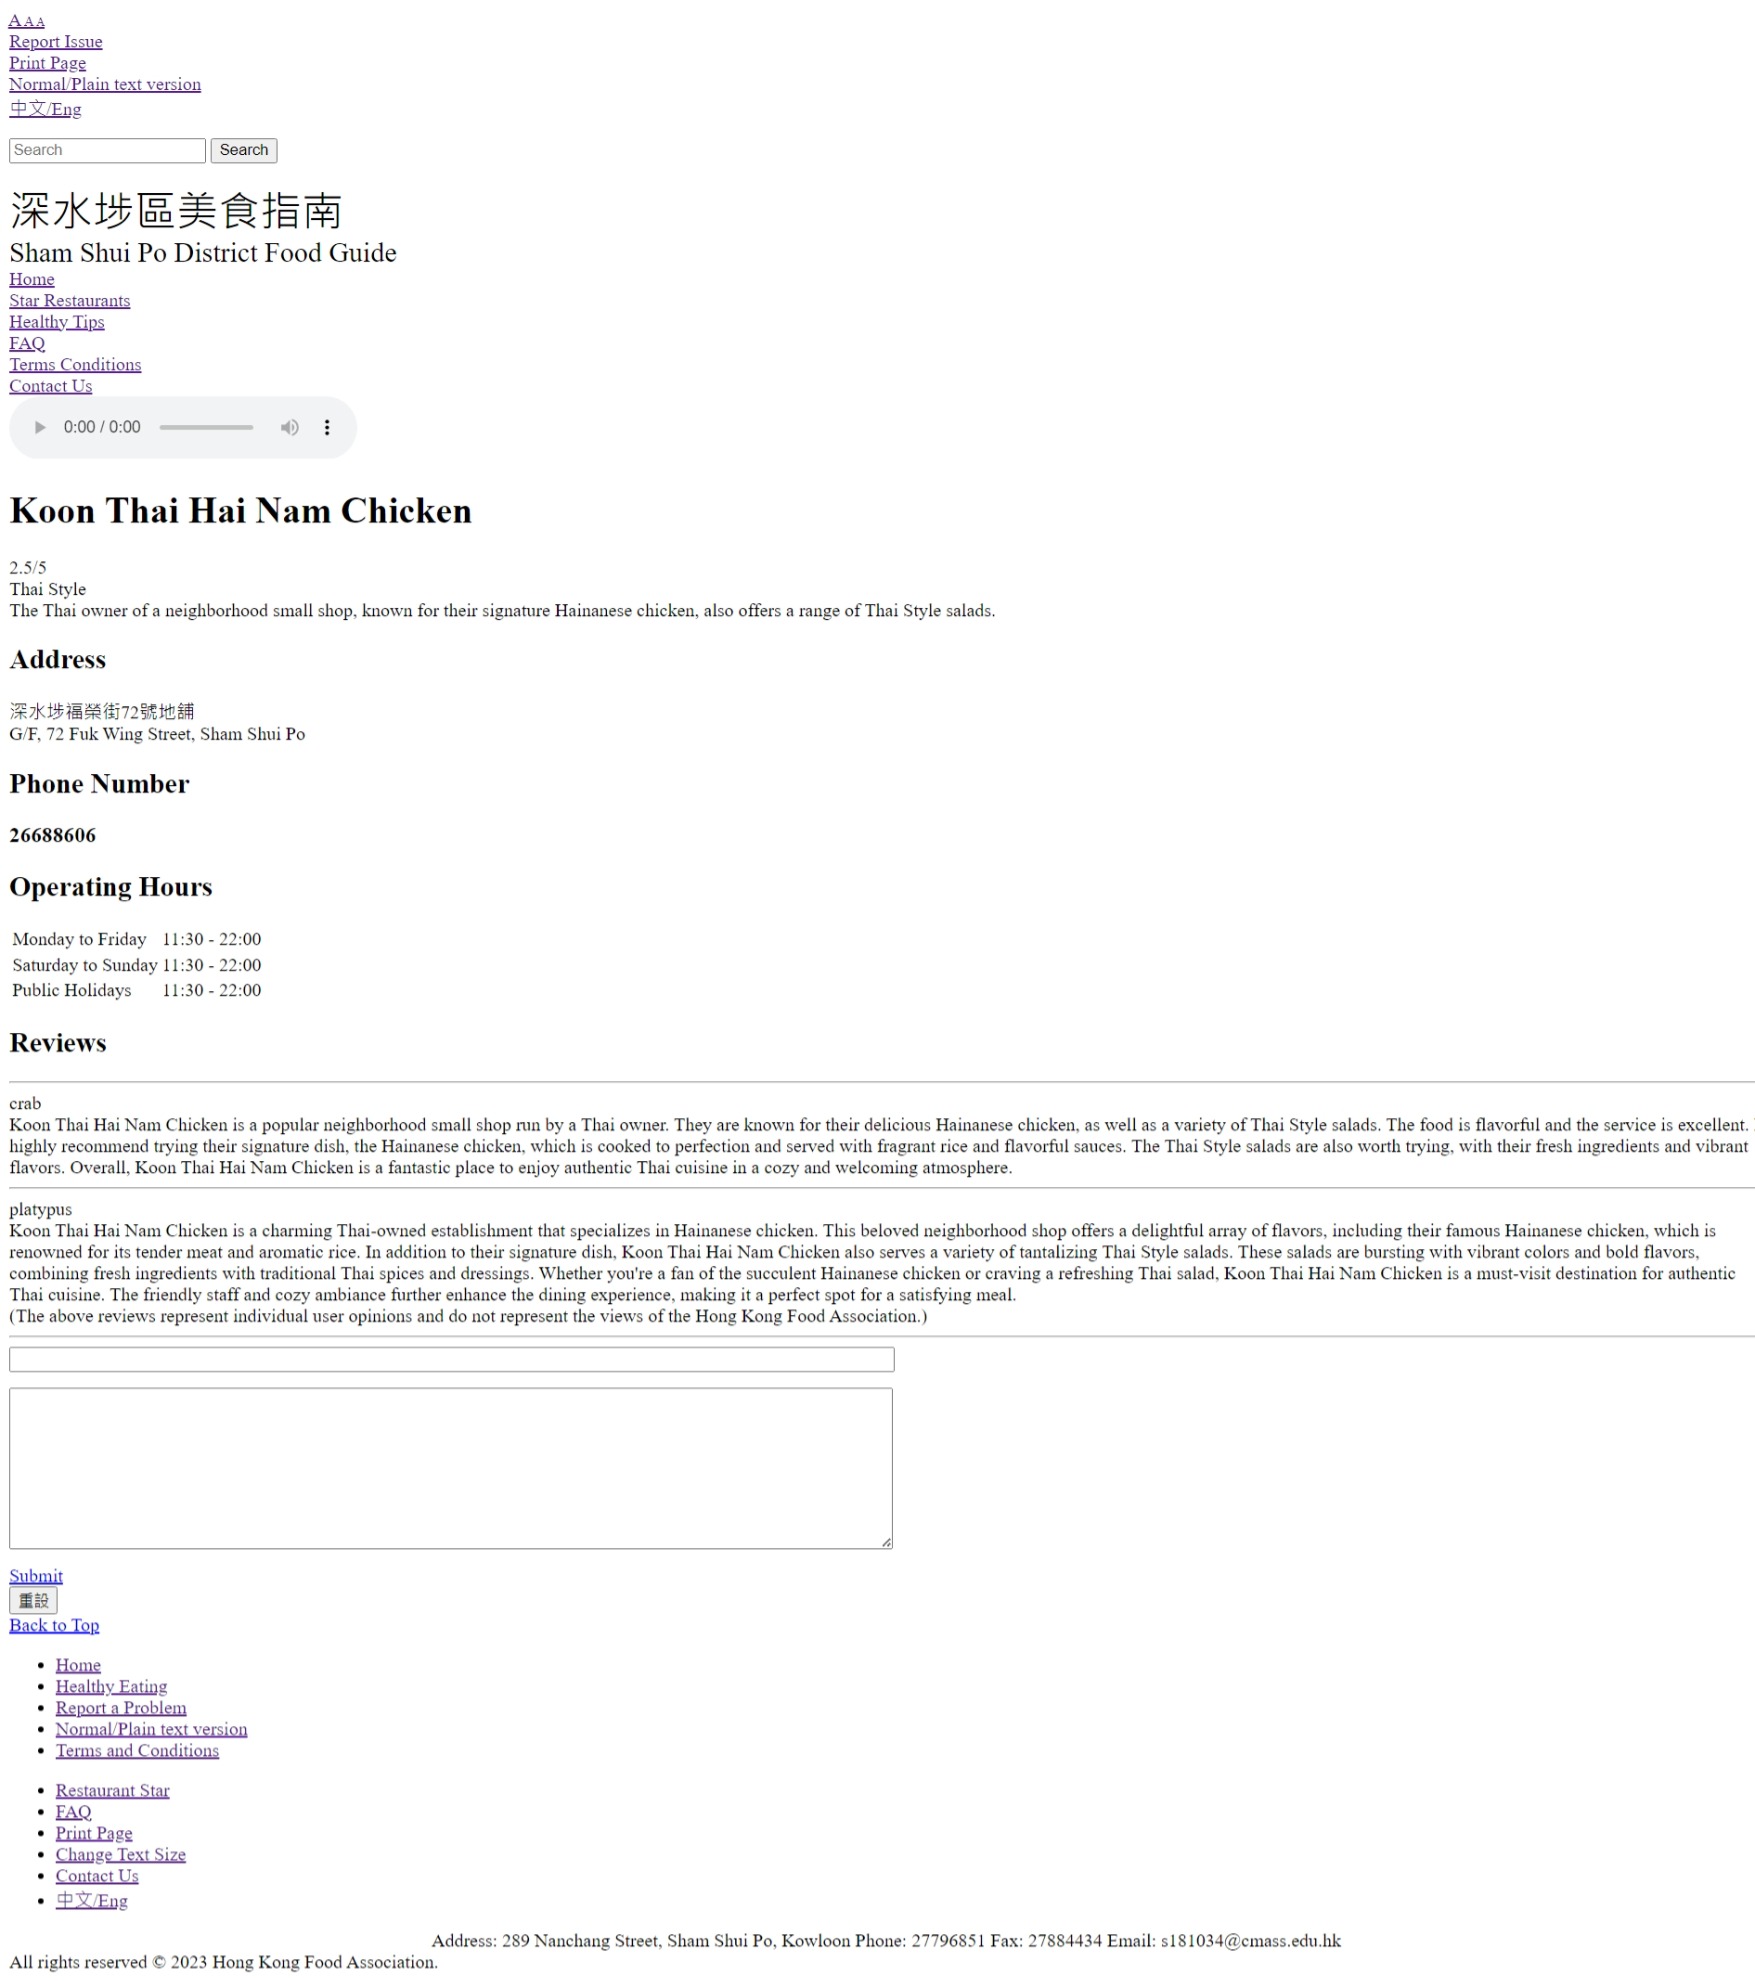 A A A
Report Issue
Print Page
Normal/Plain text version
中文/Eng
Search Search
深水埗區美食指南
Sham Shui Po District Food Guide
Home
Star Restaurants
Healthy Tips
FAQ
Terms Conditions
Contact Us
0:00 / 0:00
Koon Thai Hai Nam Chicken
2.5/5
Thai Style
The Thai owner of a neighborhood small shop, known for their signature Hainanese chicken, also offers a range of Thai Style salads.
Address
深水埗福榮街72號地舖
G/F, 72 Fuk Wing Street, Sham Shui Po
Phone Number
26688606
Operating Hours
Monday to Friday 11:30 - 22:00
Saturday to Sunday 11:30 - 22:00
Public Holidays 11:30 - 22:00
Reviews
crab
Koon Thai Hai Nam Chicken is a popular neighborhood small shop run by a Thai owner. They are known for their delicious Hainanese chicken, as well as a variety of Thai Style salads. The food is flavorful and the service is excellent.
highly recommend trying their signature dish, the Hainanese chicken, which is cooked to perfection and served with fragrant rice and flavorful sauces. The Thai Style salads are also worth trying, with their fresh ingredients and vibrant
flavors. Overall, Koon Thai Hai Nam Chicken is a fantastic place to enjoy authentic Thai cuisine in a cozy and welcoming atmosphere.
platypus
Koon Thai Hai Nam Chicken is a charming Thai-owned establishment that specializes in Hainanese chicken. This beloved neighborhood shop offers a delightful array of flavors, including their famous Hainanese chicken, which is
renowned for its tender meat and aromatic rice. In addition to their signature dish, Koon Thai Hai Nam Chicken also serves a variety of tantalizing Thai Style salads. These salads are bursting with vibrant colors and bold flavors,
combining fresh ingredients with traditional Thai spices and dressings. Whether you're a fan of the succulent Hainanese chicken or craving a refreshing Thai salad, Koon Thai Hai Nam Chicken is a must-visit destination for authentic
Thai cuisine. The friendly staff and cozy ambiance further enhance the dining experience, making it a perfect spot for a satisfying meal.
(The above reviews represent individual user opinions and do not represent the views of the Hong Kong Food Association.)
Submit
重設
Back to Top
Home
Healthy Eating
Report a Problem
Normal/Plain text version
Terms and Conditions
Restaurant Star
FAQ
Print Page
Change Text Size
Contact Us
中文/Eng
Address: 289 Nanchang Street, Sham Shui Po, Kowloon Phone: 27796851 Fax: 27884434 Email: s181034@cmass.edu.hk
All rights reserved © 2023 Hong Kong Food Association.